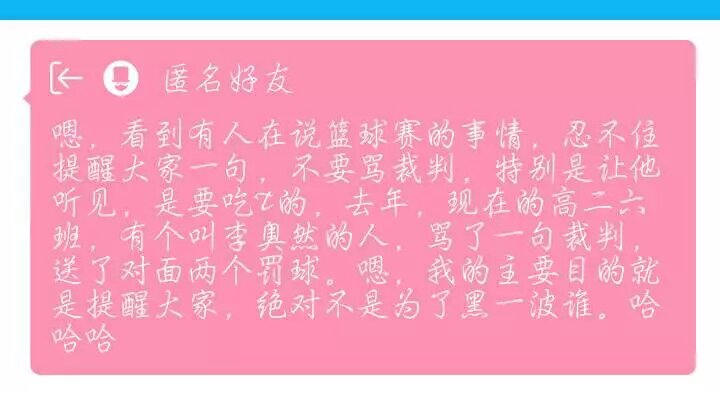 匿名好友
嗯，看到有人在说篮球赛的事情，忍不住
提醒大家一句，不要骂裁判，特别是让他
听见，是要吃T的，去年，现在的高二六
班，有个叫李奥然的人，骂了一句裁判，
送了对面两个罚球。嗯，我的主要目的就
是提醒大家，绝对不是为了黑一波谁。哈
哈哈